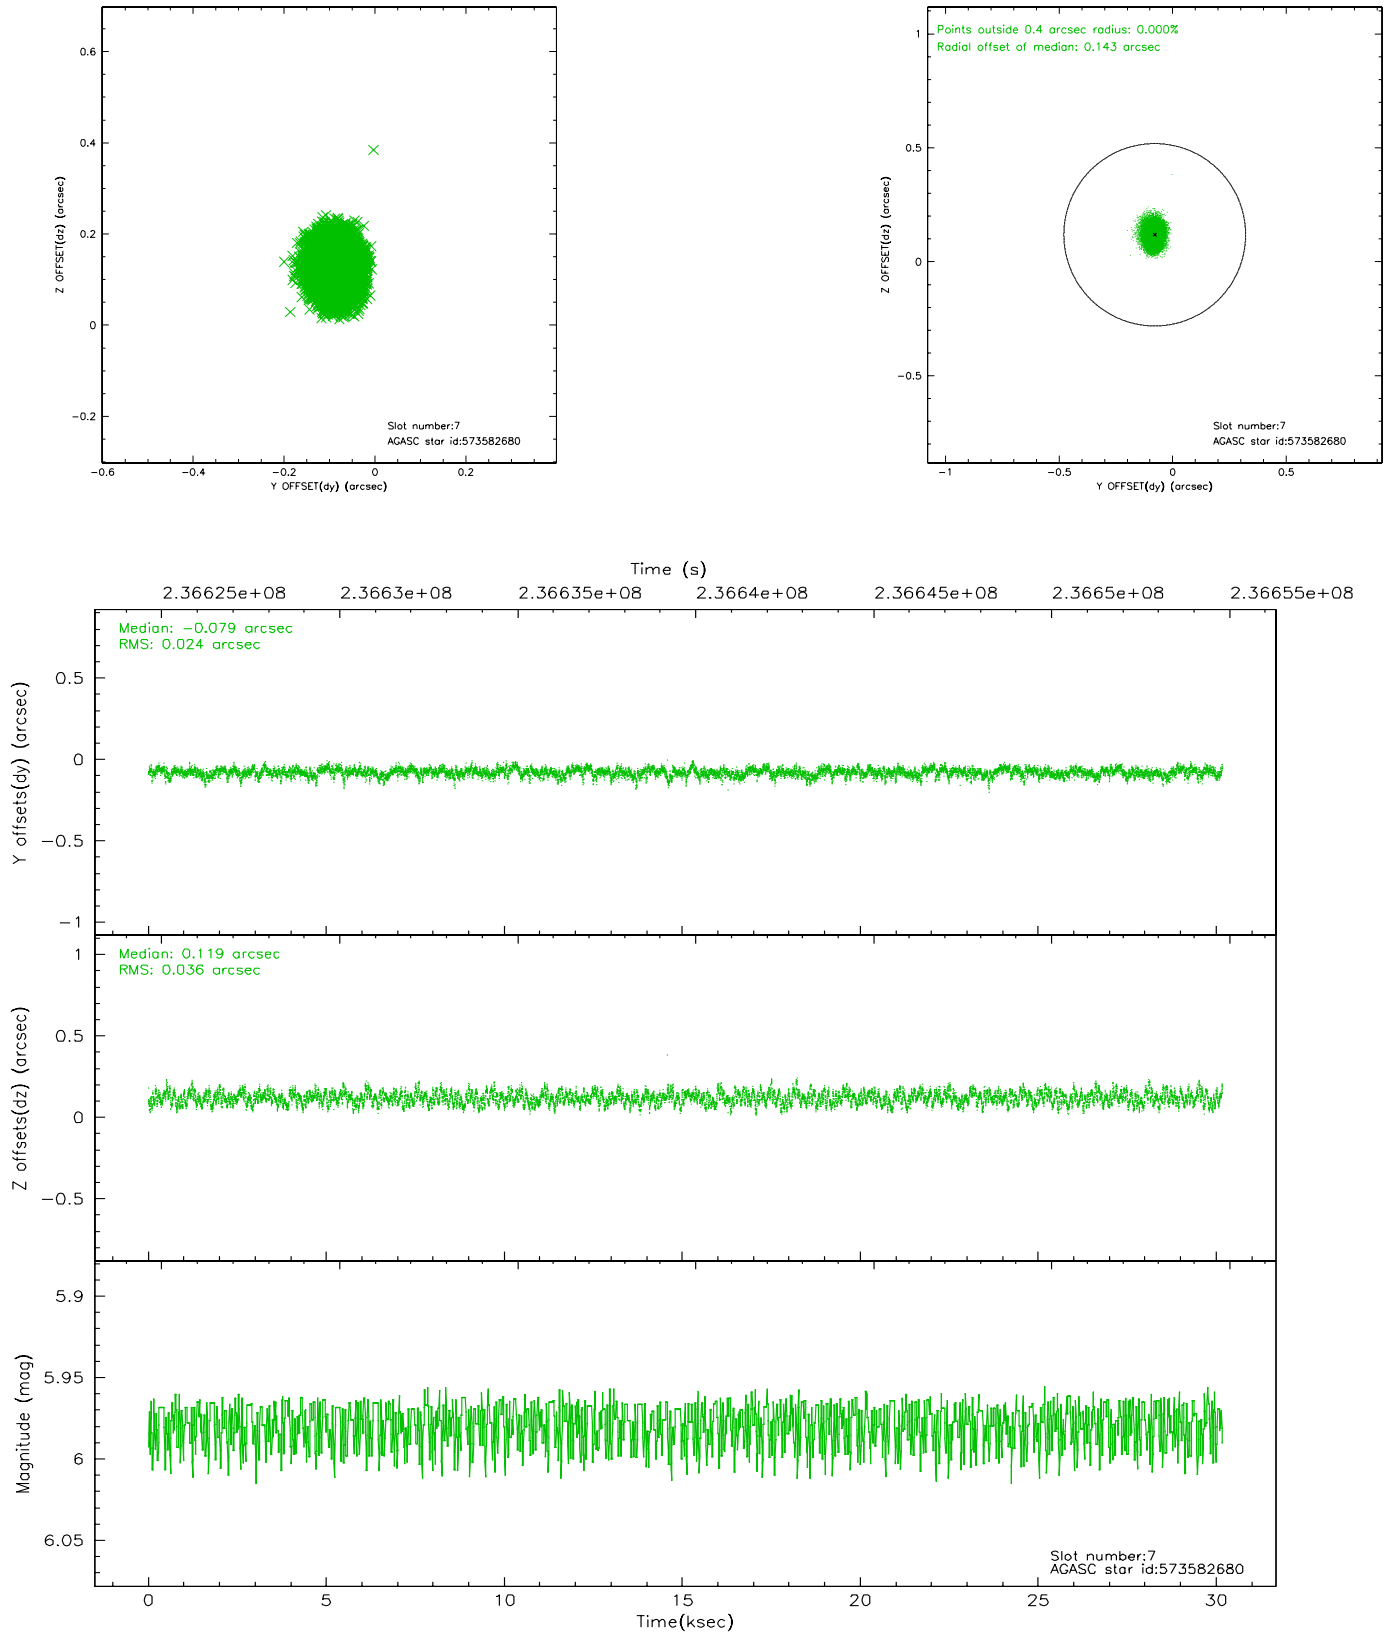 0.6
0.4
0.2
0
-0.2
Z OFFSET(dz) (arcsec)
Slot number:7
AGASC star id:573582680
-0.6 -0.4 -0.2 0 0.2
Y OFFSET(dy) (arcsec)
Points outside 0.4 arcsec radius: 0.000%
Radial offset of median: 0.143 arcsec
1
0.5
0
-0.5
Z OFFSET(dz) (arcsec)
Slot number:7
AGASC star id:573582680
-1 -0.5 0 0.5
Y OFFSET(dy) (arcsec)
Time (s)
2.36625e+08 2.3663e+08 2.36635e+08 2.3664e+08 2.36645e+08 2.3665e+08 2.36655e+08
Median: -0.079 arcsec
RMS: 0.024 arcsec
0.5
0
-0.5
-1
Y offsets(dy) (arcsec)
Median: 0.119 arcsec
RMS: 0.036 arcsec
1
0.5
0
-0.5
Z offsets(dz) (arcsec)
5.9
5.95
6
6.05
Magnitude (mag)
Slot number:7
AGASC star id:573582680
0 5 10 15 20 25 30
Time(ksec)